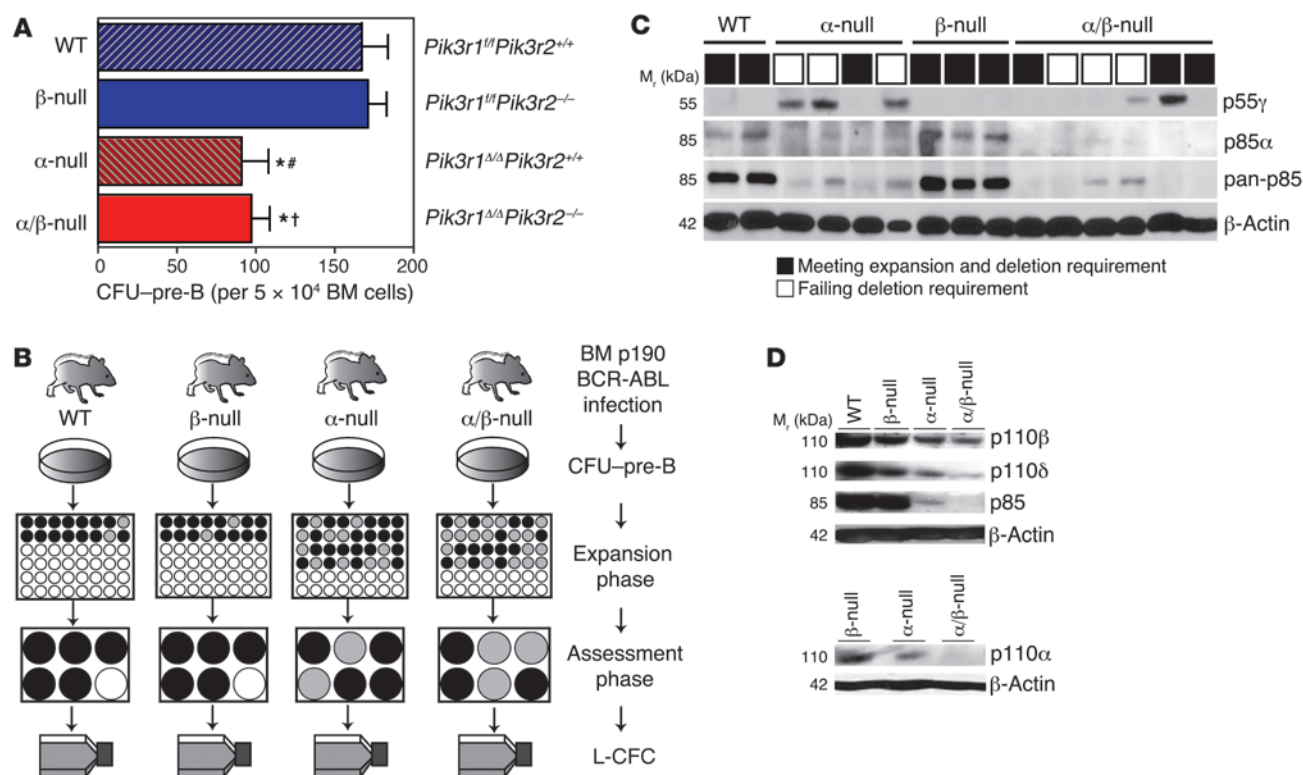 A
WT
Pik3r1f/fPik3r2+/+
β-null
Pik3r1f/fPik3r2−/−
α-null
*#
Pik3r1Δ/ΔPik3r2+/+
α/β-null
*†
Pik3r1Δ/ΔPik3r2−/−
0 50 100 150 200
CFU–pre-B (per 5 × 10⁴ BM cells)
B
WT β-null α-null α/β-null
BM p190
BCR-ABL
infection
CFU–pre-B
Expansion
phase
Assessment
phase
L-CFC
C
WT α-null β-null α/β-null
Mr (kDa)
55 p55γ
85 p85α
85 pan-p85
42 β-Actin
Meeting expansion and deletion requirement
Failing deletion requirement
D
WT β-null α-null α/β-null
Mr (kDa)
110 p110β
110 p110δ
85 p85
42 β-Actin
β-null α-null α/β-null
110 p110α
42 β-Actin